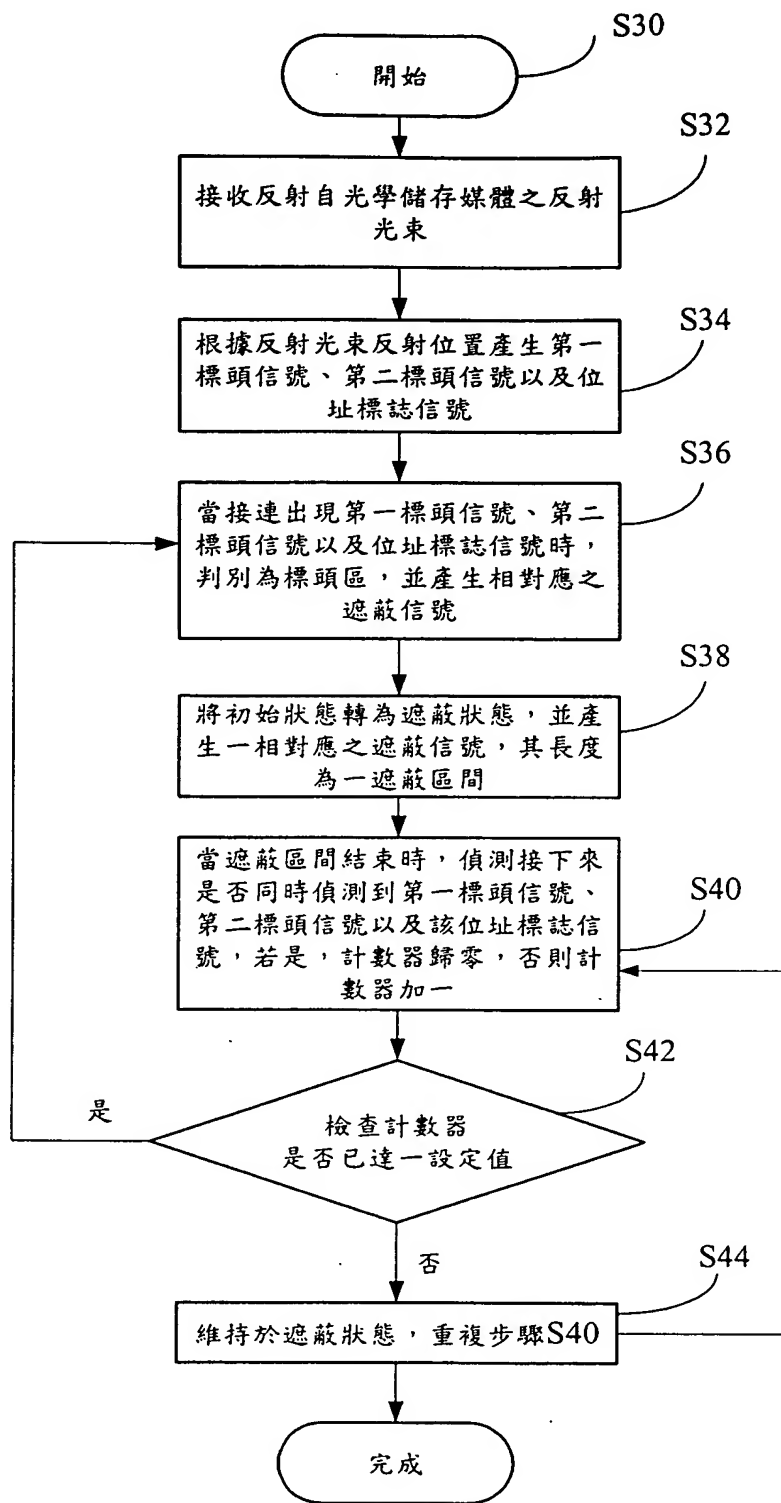 S30
開始
S32
接收反射自光學儲存媒體之反射
光束
S34
根據反射光束反射位置產生第一
標頭信號、第二標頭信號以及位
址標誌信號
S36
當接連出現第一標頭信號、第二
標頭信號以及位址標誌信號時，
判別為標頭區，並產生相對應之
遮蔽信號
S38
將初始狀態轉為遮蔽狀態，並產
生一相對應之遮蔽信號，其長度
為一遮蔽區間
S40
當遮蔽區間結束時，偵測接下來
是否同時偵測到第一標頭信號、
第二標頭信號以及該位址標誌信
號，若是，計數器歸零，否則計
數器加一
S42
是
檢查計數器
是否已達一設定值
否
S44
維持於遮蔽狀態，重複步驟S40
完成